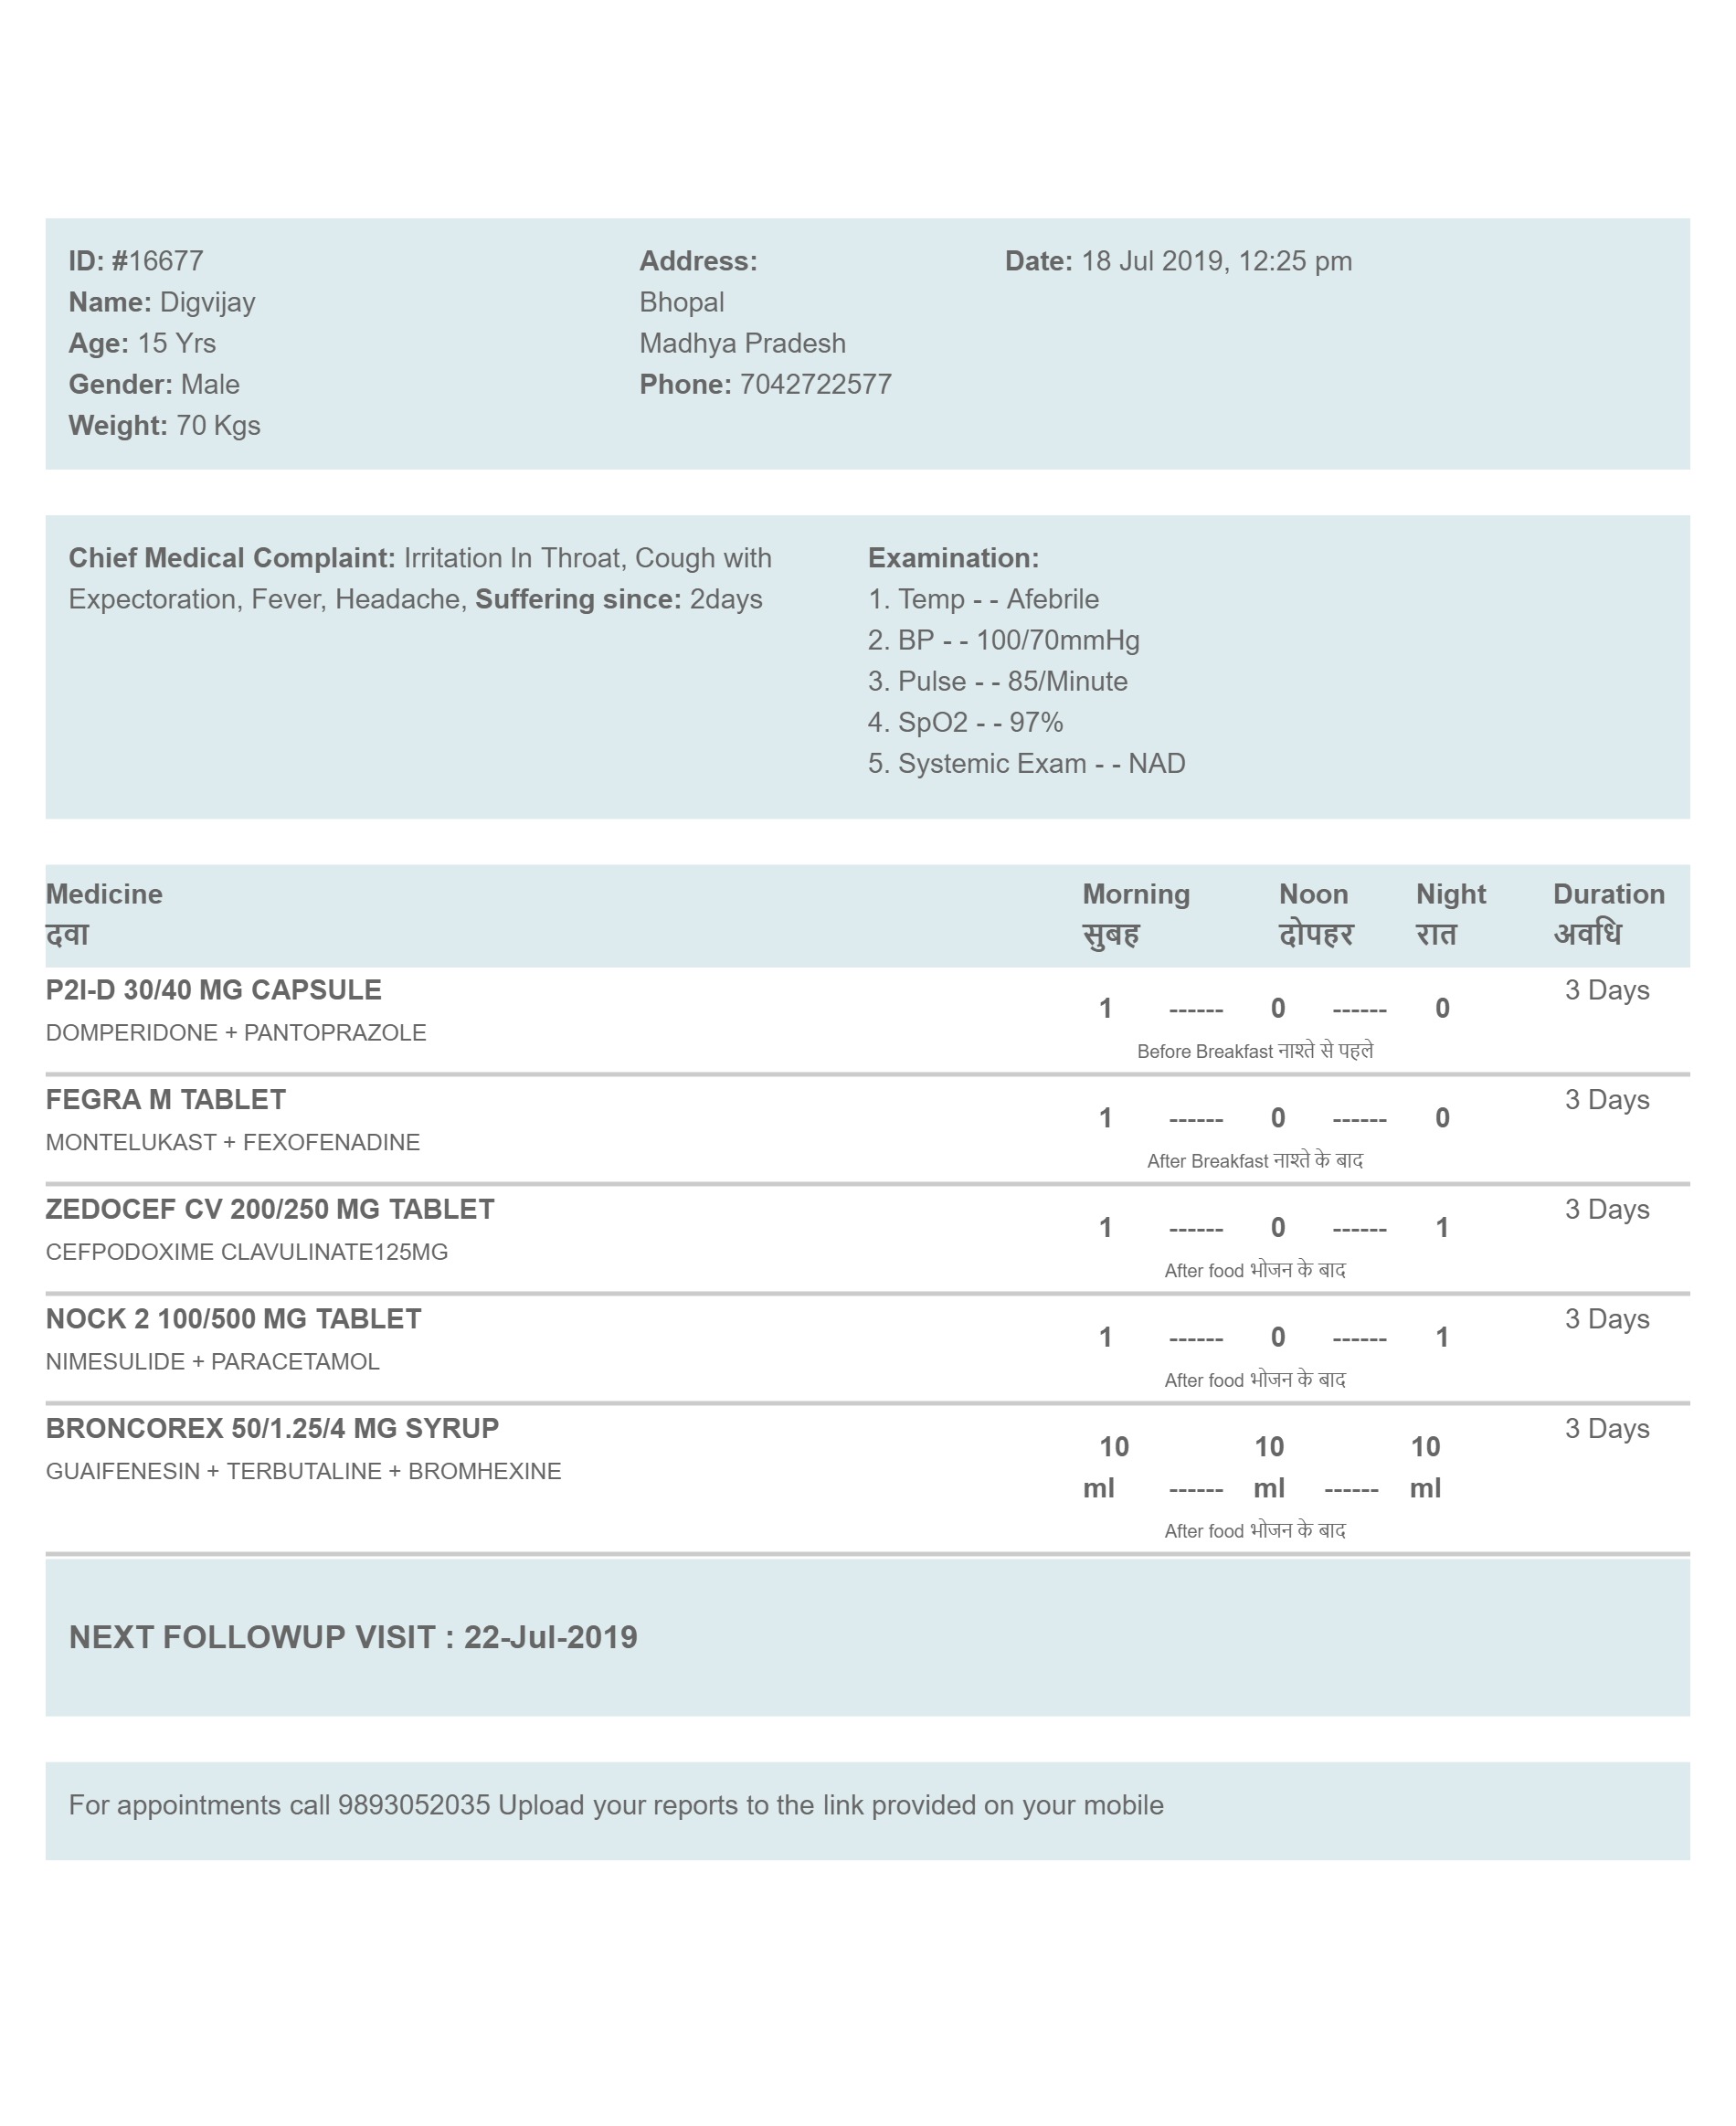 ID: #16677
Name: Digvijay
Age: 15 Yrs
Gender: Male
Weight: 70 Kgs
Address:
Bhopal
Madhya Pradesh
Phone: 7042722577
Date: 18 Jul 2019, 12:25 pm
Chief Medical Complaint: Irritation In Throat, Cough with
Expectoration, Fever, Headache, Suffering since: 2days
Examination:
1. Temp - - Afebrile
2. BP - - 100/70mmHg
3. Pulse - - 85/Minute
4. SpO2 - - 97%
5. Systemic Exam - - NAD
Medicine Morning Noon Night Duration
दवा सुबह दोपहर रात अवधि
P2I-D 30/40 MG CAPSULE 3 Days
1 ------ 0 ------ 0
DOMPERIDONE + PANTOPRAZOLE
Before Breakfast नाश्ते से पहले
FEGRA M TABLET 3 Days
1 ------ 0 ------ 0
MONTELUKAST + FEXOFENADINE
After Breakfast नाश्ते के बाद
ZEDOCEF CV 200/250 MG TABLET 3 Days
1 ------ 0 ------ 1
CEFPODOXIME CLAVULINATE125MG
After food भोजन के बाद
NOCK 2 100/500 MG TABLET 3 Days
1 ------ 0 ------ 1
NIMESULIDE + PARACETAMOL
After food भोजन के बाद
BRONCOREX 50/1.25/4 MG SYRUP 3 Days
10 10 10
GUAIFENESIN + TERBUTALINE + BROMHEXINE
ml ------ ml ------ ml
After food भोजन के बाद
NEXT FOLLOWUP VISIT : 22-Jul-2019
For appointments call 9893052035 Upload your reports to the link provided on your mobile